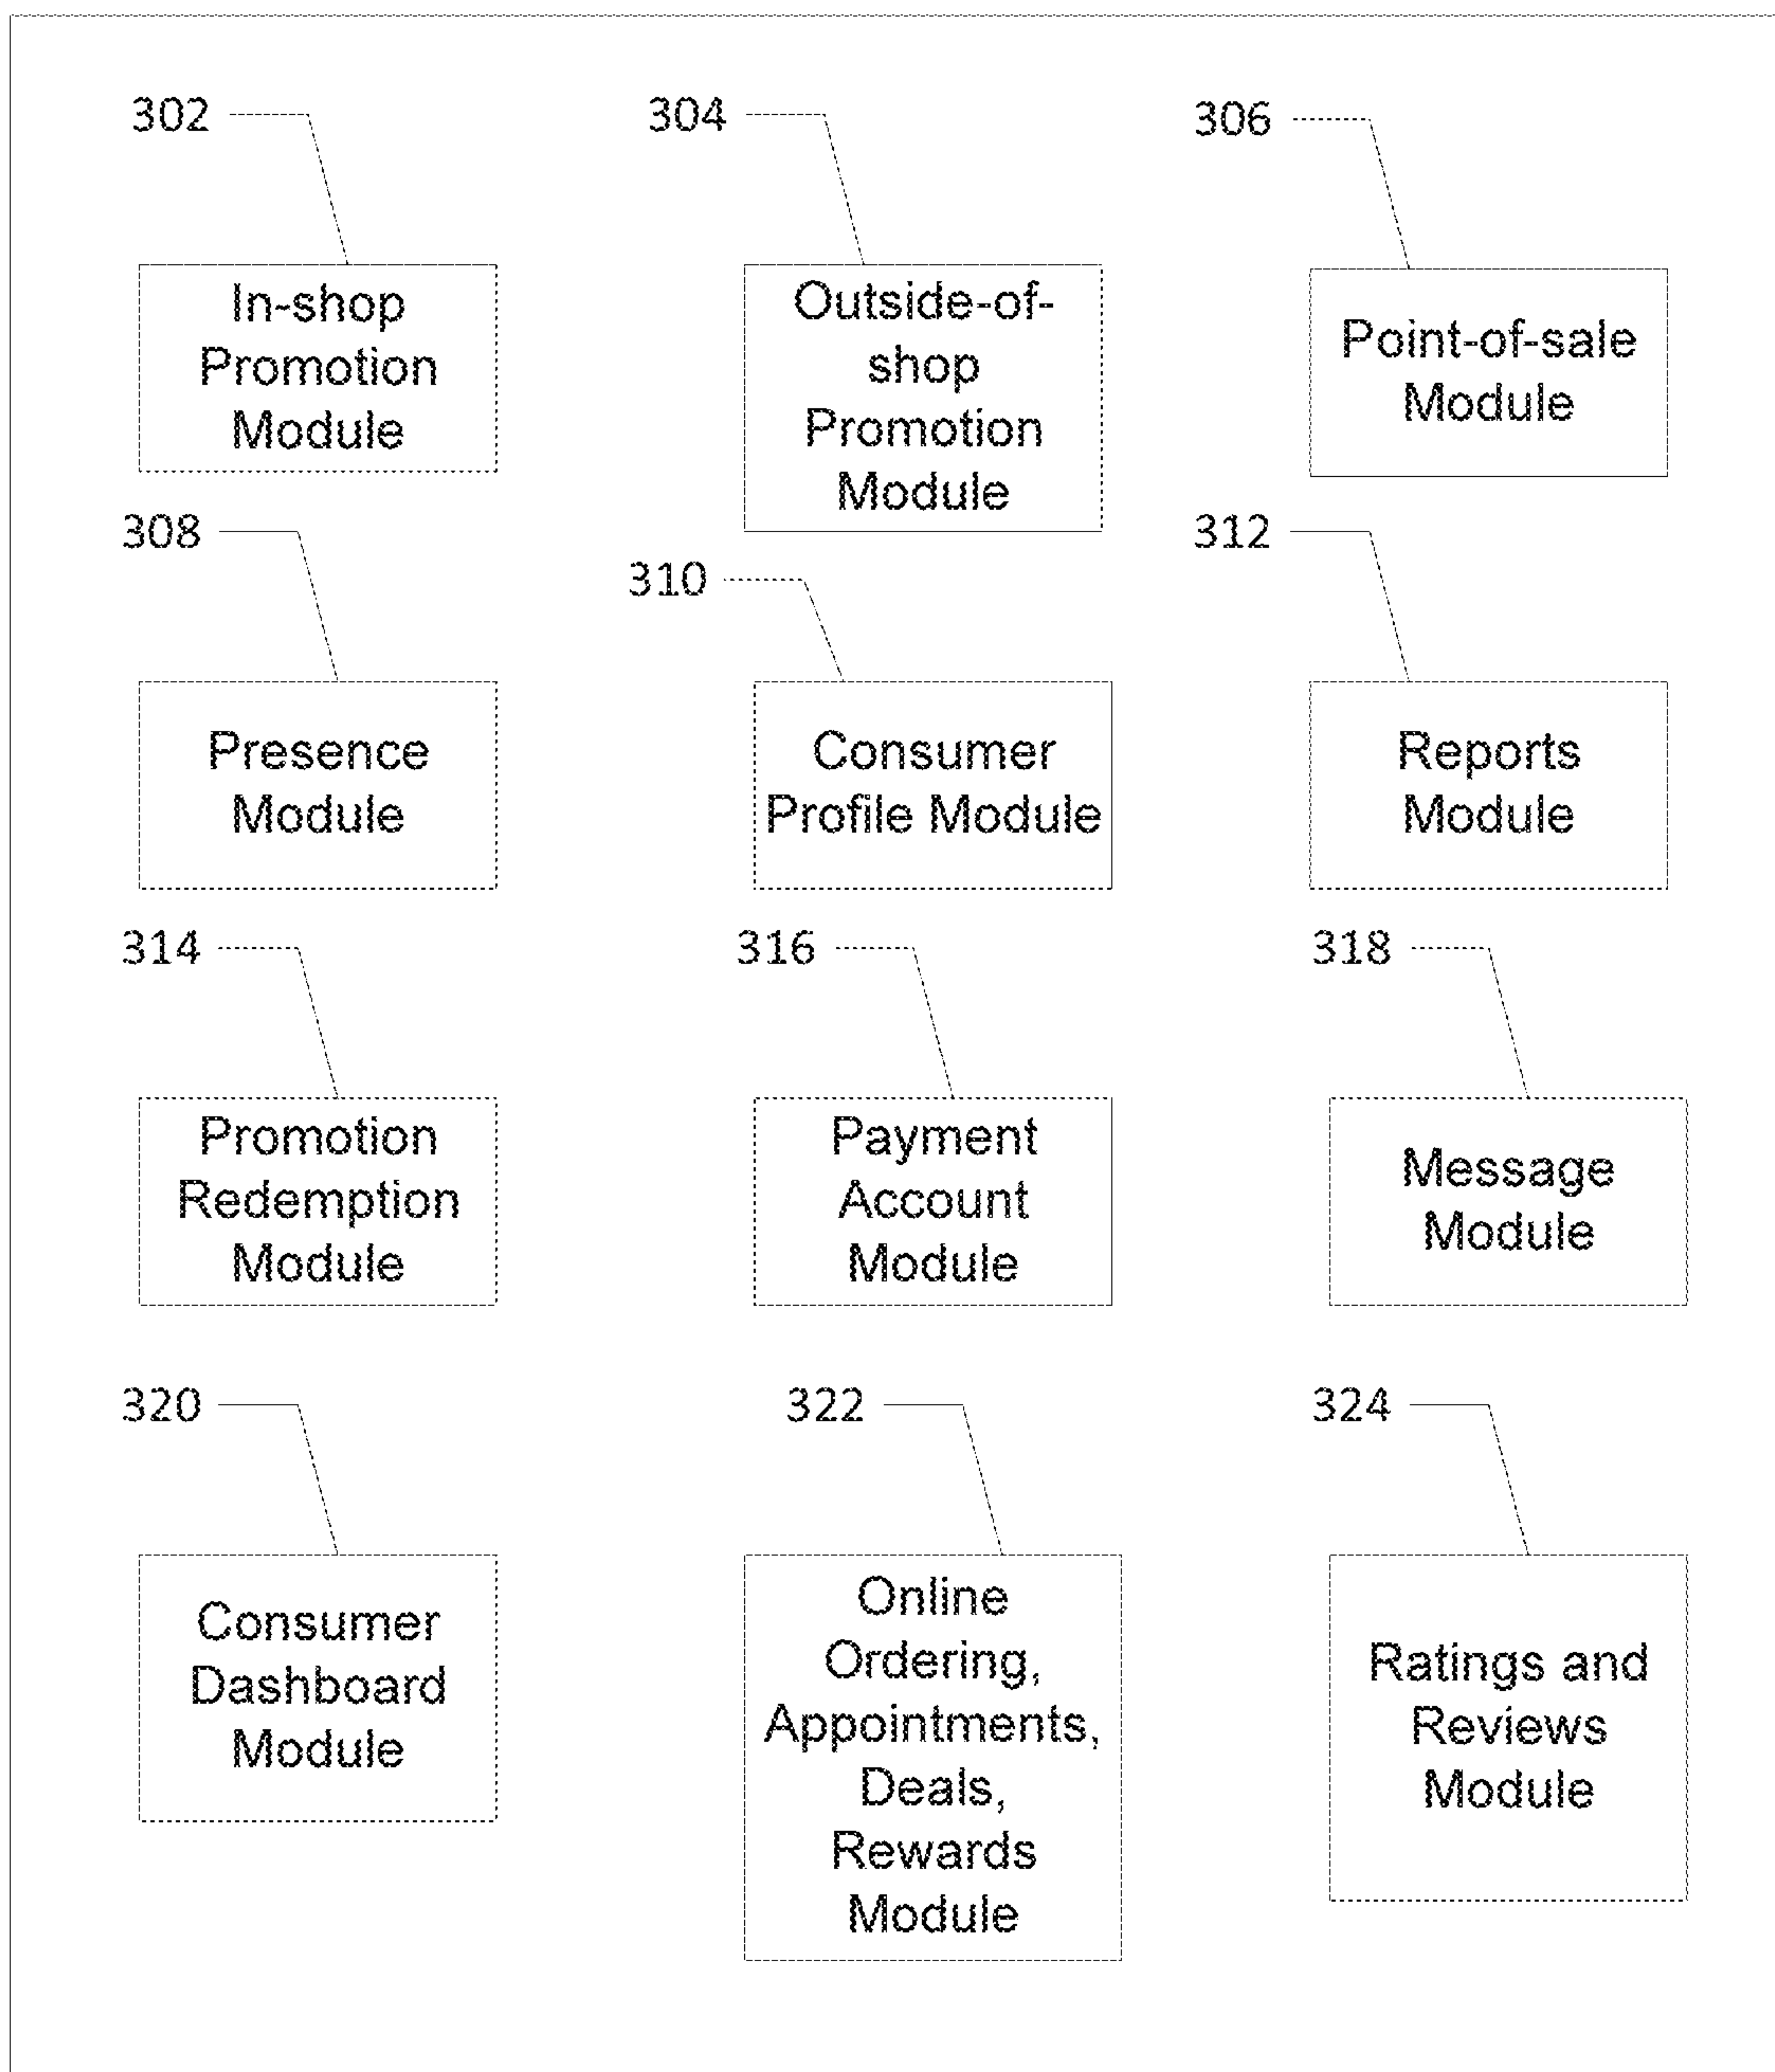 302
304
306
In-shop
Promotion
Module
Outside-of-
shop
Promotion
Module
Point-of-sale
Module
308
310
312
Presence
Module
Consumer
Profile Module
Reports
Module
314
316
318
Promotion
Redemption
Module
Payment
Account
Module
Message
Module
320
322
324
Consumer
Dashboard
Module
Online
Ordering,
Appointments,
Deals,
Rewards
Module
Ratings and
Reviews
Module